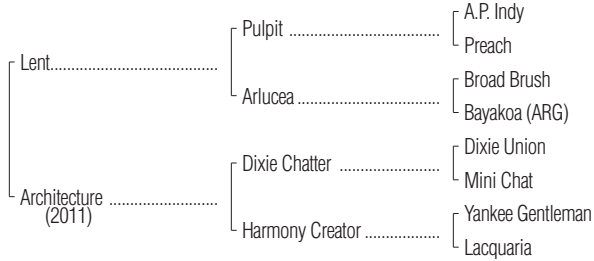 A.P. Indy
Pulpit ..................................
Preach
Lent......................................
Broad Brush
Arlucea ................................
Bayakoa (ARG)
Dixie Union
Dixie Chatter .......................
Mini Chat
Architecture .........................
(2011)
Yankee Gentleman
Harmony Creator .................
Lacquaria